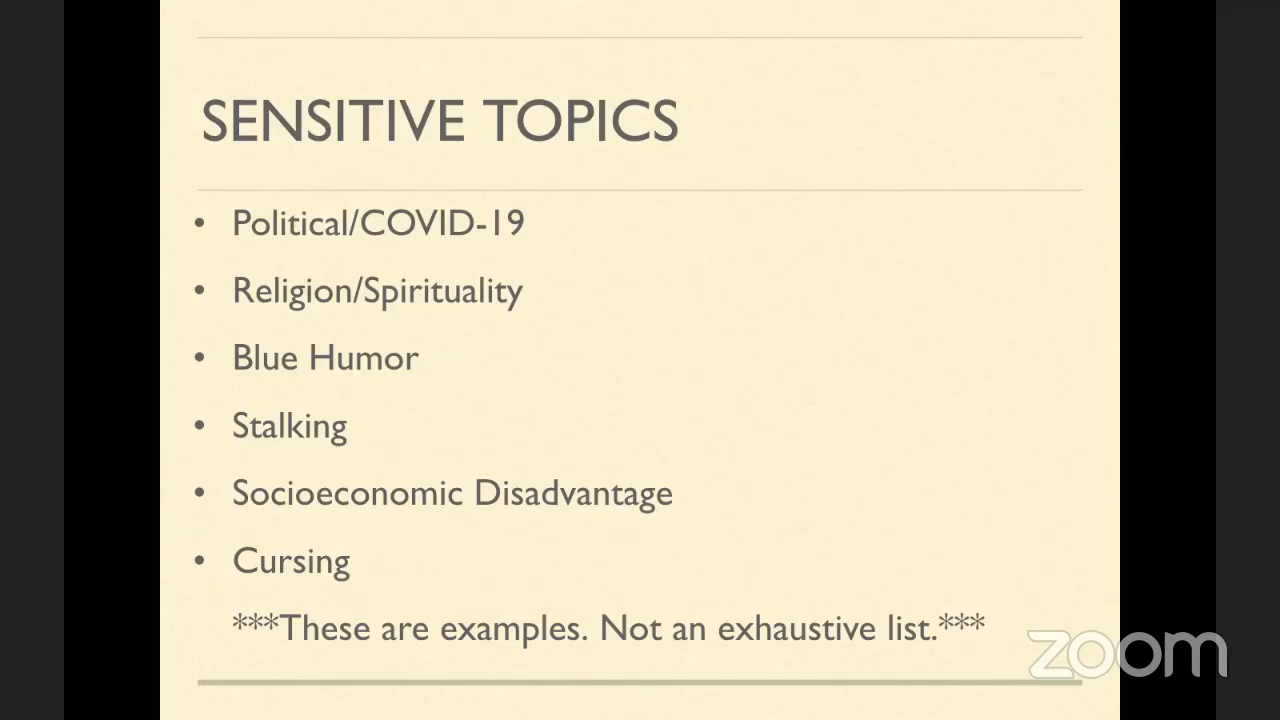 SENSITIVE TOPICS
• Political/COVID-19
• Religion/Spirituality
• Blue Humor
• Stalking
• Socioeconomic Disadvantage
• Cursing
***These are examples. Not an exhaustive list.***
zoom